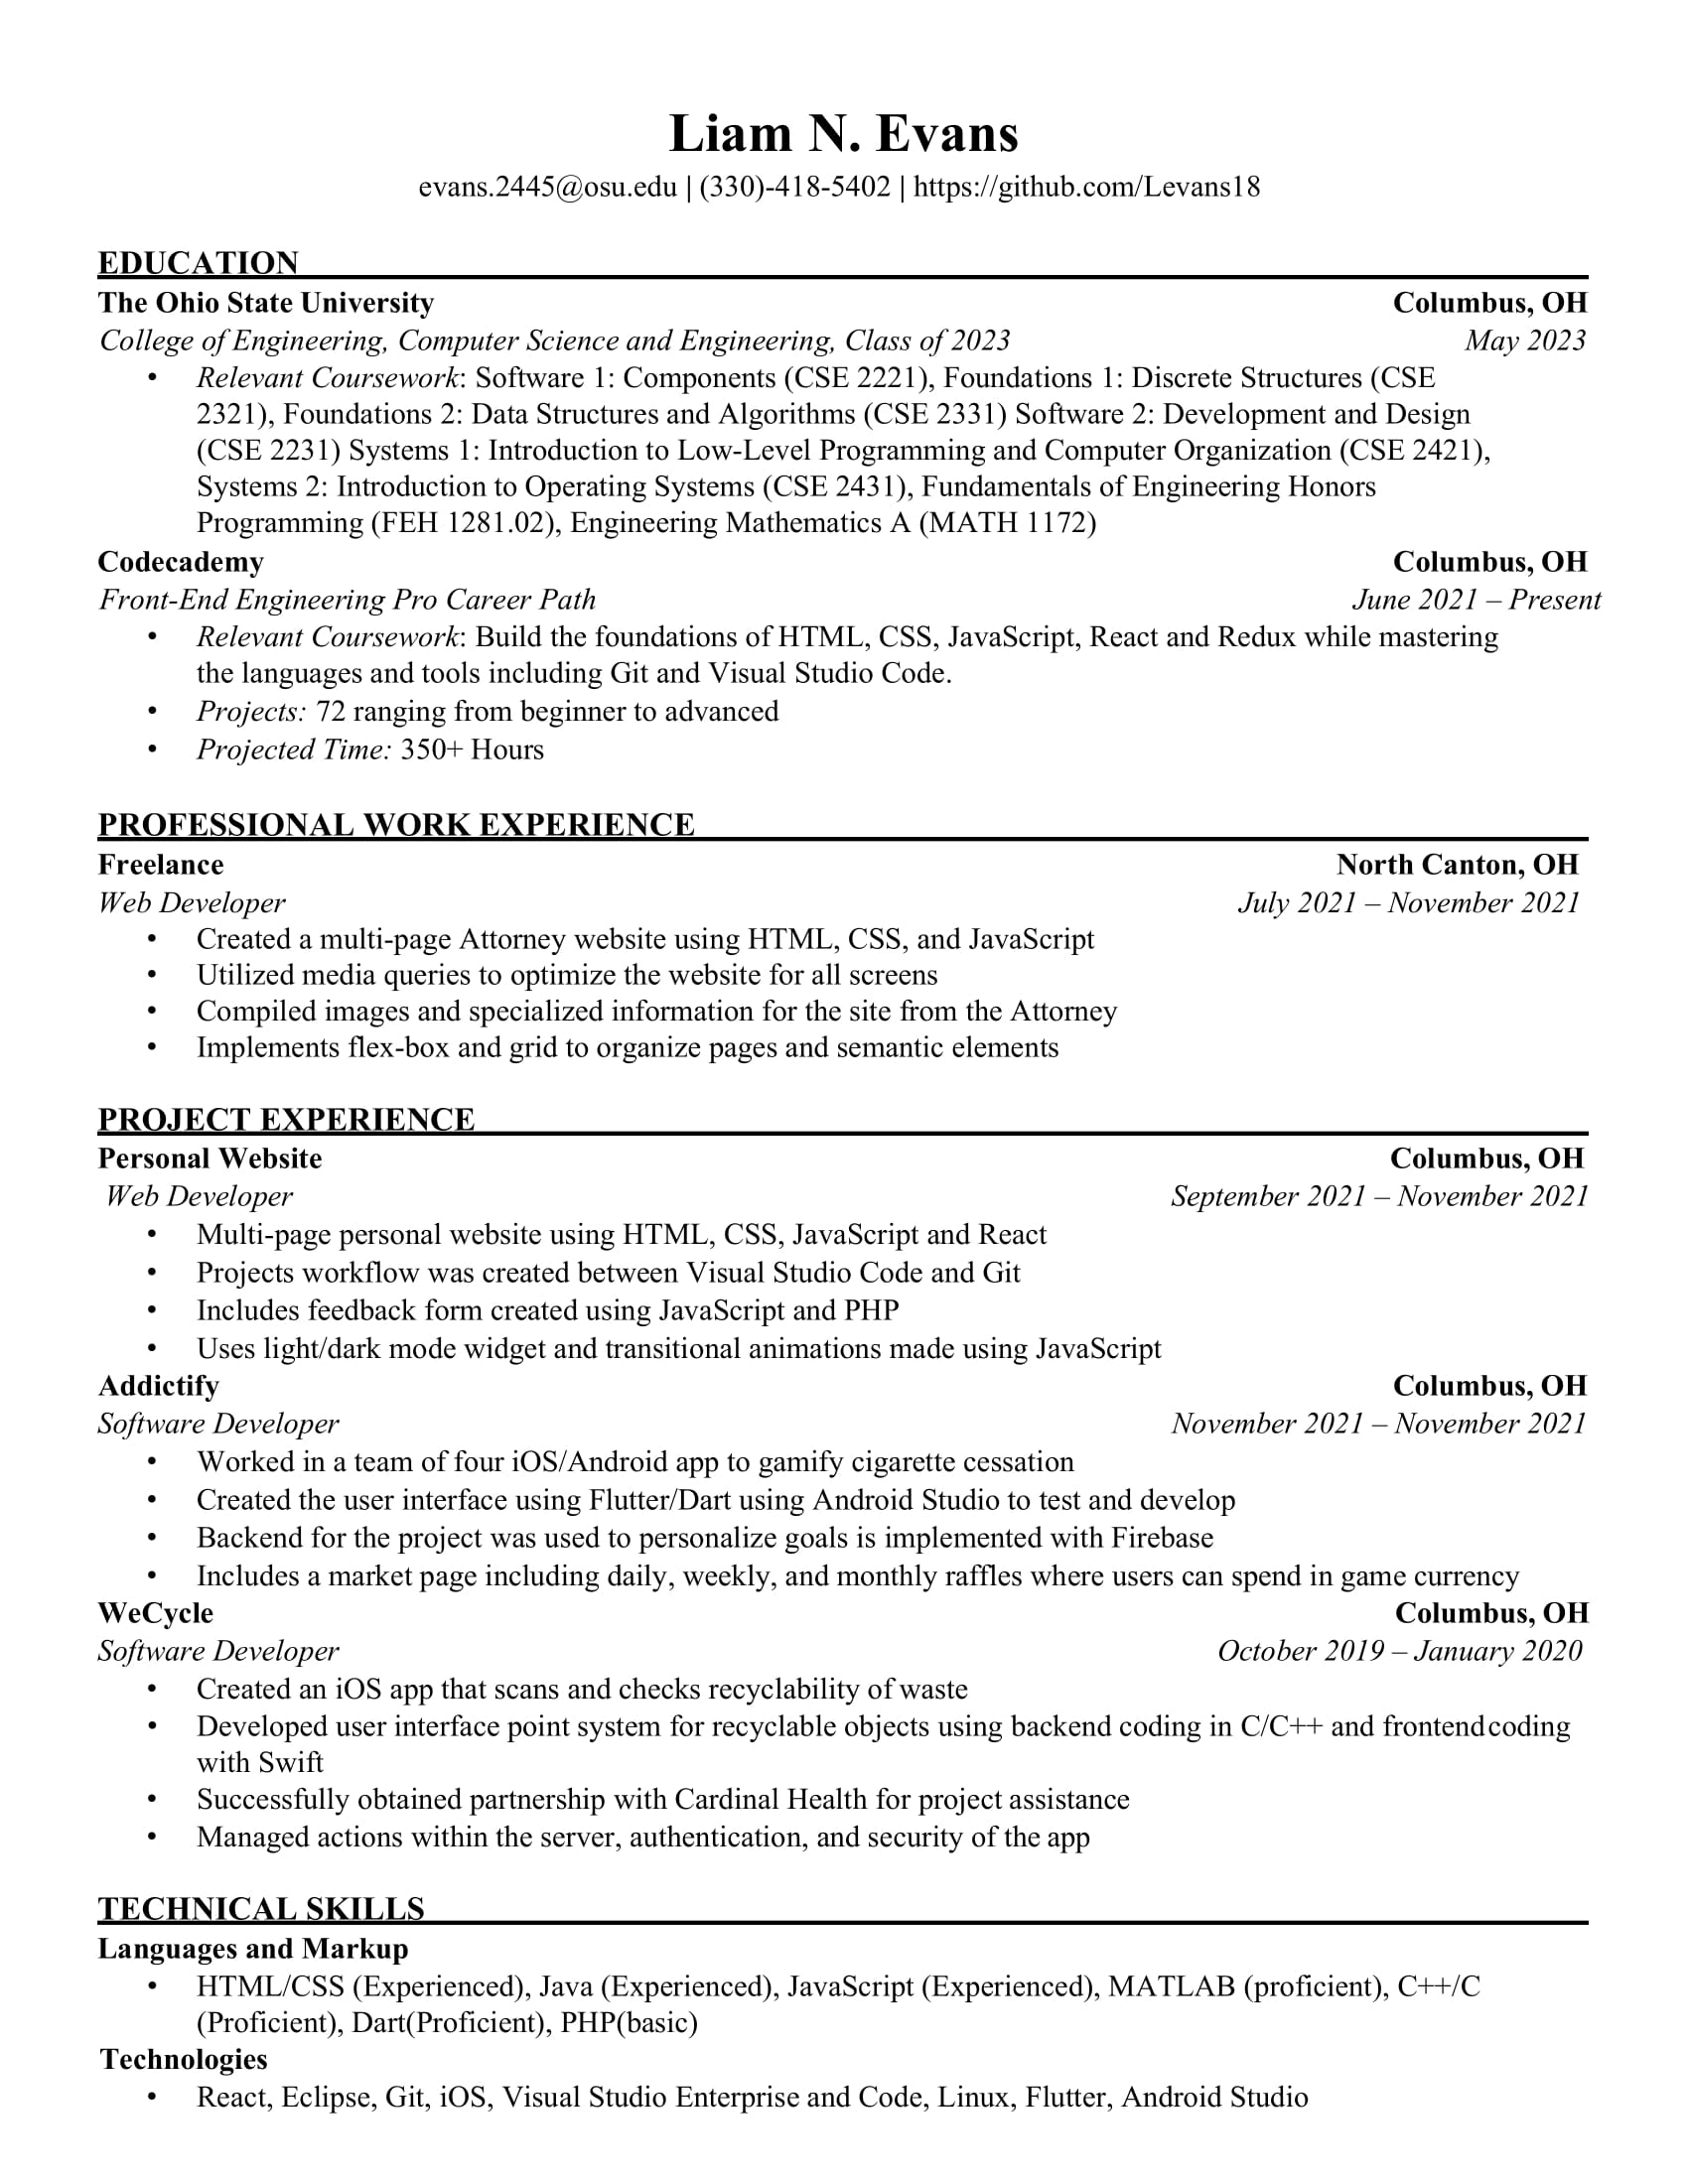 Liam N. Evans
evans.2445@osu.edu | (330)-418-5402 | https://github.com/Levans18
EDUCATION
The Ohio State University Columbus, OH
College of Engineering, Computer Science and Engineering, Class of 2023 May 2023
• Relevant Coursework: Software 1: Components (CSE 2221), Foundations 1: Discrete Structures (CSE
2321), Foundations 2: Data Structures and Algorithms (CSE 2331) Software 2: Development and Design
(CSE 2231) Systems 1: Introduction to Low-Level Programming and Computer Organization (CSE 2421),
Systems 2: Introduction to Operating Systems (CSE 2431), Fundamentals of Engineering Honors
Programming (FEH 1281.02), Engineering Mathematics A (MATH 1172)
Codecademy Columbus, OH
Front-End Engineering Pro Career Path June 2021 – Present
• Relevant Coursework: Build the foundations of HTML, CSS, JavaScript, React and Redux while mastering
the languages and tools including Git and Visual Studio Code.
• Projects: 72 ranging from beginner to advanced
• Projected Time: 350+ Hours
PROFESSIONAL WORK EXPERIENCE
Freelance North Canton, OH
Web Developer July 2021 – November 2021
• Created a multi-page Attorney website using HTML, CSS, and JavaScript
• Utilized media queries to optimize the website for all screens
• Compiled images and specialized information for the site from the Attorney
• Implements flex-box and grid to organize pages and semantic elements
PROJECT EXPERIENCE
Personal Website Columbus, OH
Web Developer September 2021 – November 2021
• Multi-page personal website using HTML, CSS, JavaScript and React
• Projects workflow was created between Visual Studio Code and Git
• Includes feedback form created using JavaScript and PHP
• Uses light/dark mode widget and transitional animations made using JavaScript
Addictify Columbus, OH
Software Developer November 2021 – November 2021
• Worked in a team of four iOS/Android app to gamify cigarette cessation
• Created the user interface using Flutter/Dart using Android Studio to test and develop
• Backend for the project was used to personalize goals is implemented with Firebase
• Includes a market page including daily, weekly, and monthly raffles where users can spend in game currency
WeCycle Columbus, OH
Software Developer October 2019 – January 2020
• Created an iOS app that scans and checks recyclability of waste
• Developed user interface point system for recyclable objects using backend coding in C/C++ and frontend coding
with Swift
• Successfully obtained partnership with Cardinal Health for project assistance
• Managed actions within the server, authentication, and security of the app
TECHNICAL SKILLS
Languages and Markup
• HTML/CSS (Experienced), Java (Experienced), JavaScript (Experienced), MATLAB (proficient), C++/C
(Proficient), Dart(Proficient), PHP(basic)
Technologies
• React, Eclipse, Git, iOS, Visual Studio Enterprise and Code, Linux, Flutter, Android Studio